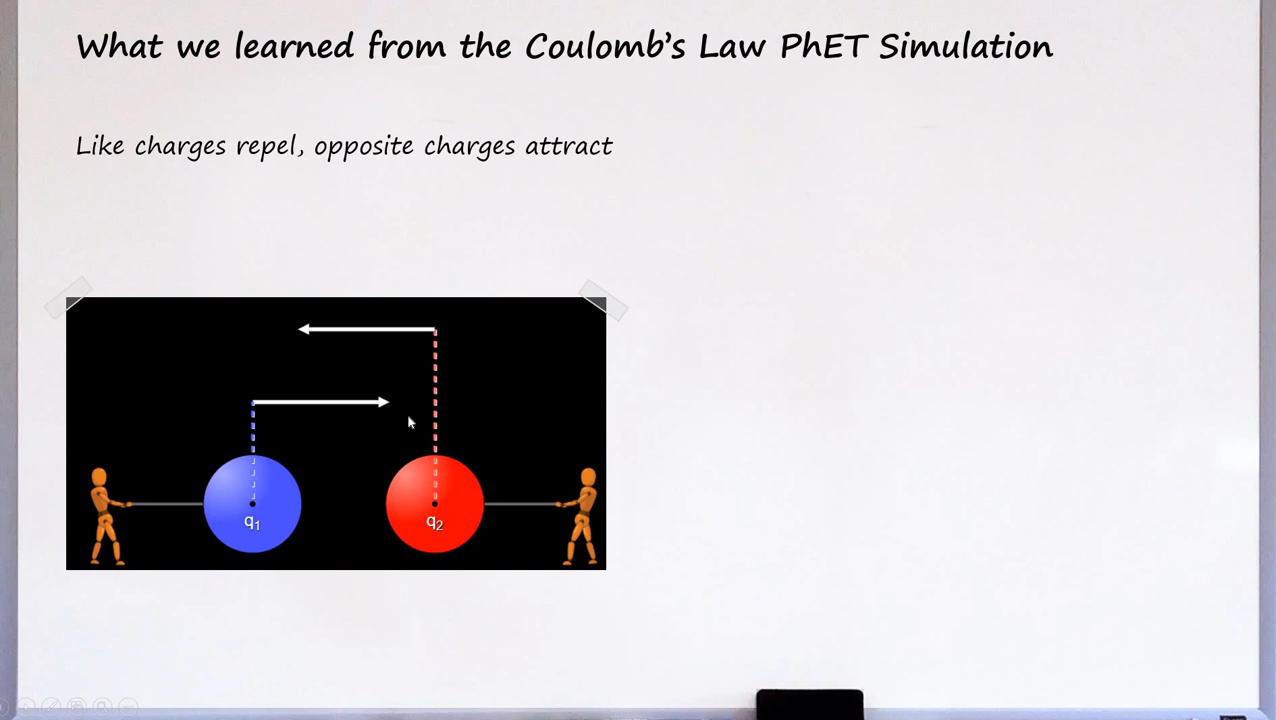 What we learned from the Coulomb's Law PhET Simulation
Like charges repel, opposite charges attract
q₁
q₂